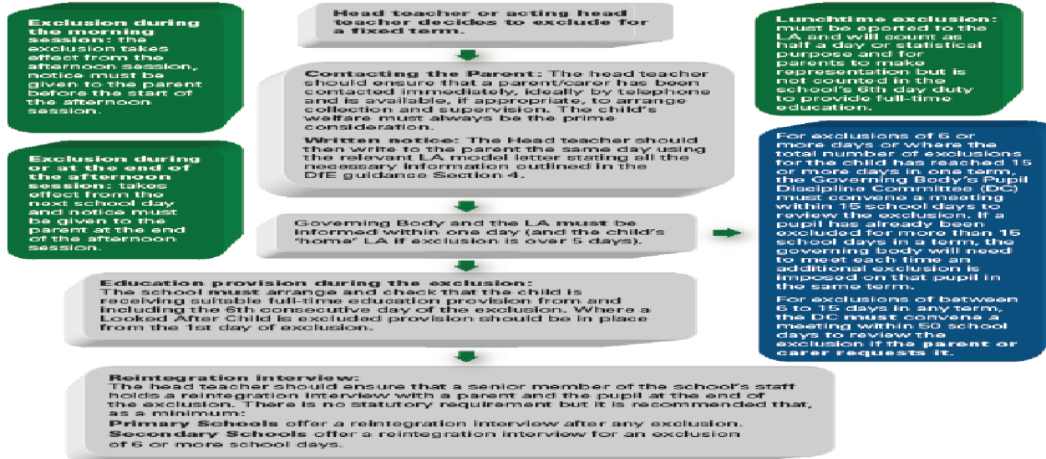 Exclusion during
the morning
session: the
exclusion takes
effect from the
afternoon session,
notice must be
given to the parent
before the start of
the afternoon
session.
Exclusion during
or at the end of
the afternoon
session: takes
effect from the
next school day
and notice must
be given to the
parent at the end
of the afternoon
session.
Head teacher or acting head
teacher decides to exclude for
a fixed term.
Contacting the Parent: The head teacher
should ensure that a parent/carer has been
contacted immediately, ideally by telephone
and is available, if appropriate, to arrange
collection and supervision. The child's
welfare must always be the prime
consideration.
Written notice: The Head teacher should
then write to the parent the same day using
the relevant LA model letter stating all the
necessary information outlined in the
DfE guidance Section 4.
Governing Body and the LA must be
informed within one day (and the child's
'home' LA if exclusion is over 5 days).
Education provision during the exclusion:
The school must arrange and check that the child is
receiving suitable full-time education provision from and
including the 6th consecutive day of the exclusion. Where a
Looked After Child is excluded provision should be in place
from the 1st day of exclusion.
Reintegration interview:
The head teacher should ensure that a senior member of the school's staff
holds a reintegration interview with a parent and the pupil at the end of
the exclusion. There is no statutory requirement but it is recommended that,
as a minimum:
Primary Schools offer a reintegration interview after any exclusion.
Secondary Schools offer a reintegration interview for an exclusion
of 6 or more school days.
Lunchtime exclusion:
must be eported to the
LA and will count as
half a day or statistical
purpose and for
parents to make
representation but is
not counted in the
school's 6th day duty
to provide full-time
education.
For exclusions of 6 or
more days or where the
total number of exclusions
for the child has reached 15
or more days in one term,
the Governing Body's Pupil
Discipline Committee (DC)
must convene a meeting
within 15 school days to
review the exclusion. If a
pupil has already been
excluded for more than 15
school days in a term, the
governing body will need
to meet each time an
additional exclusion is
imposed on that pupil in
the same term.
For exclusions of between
6 to 15 days in any term,
the DC must convene a
meeting within 50 school
days to review the
exclusion if the parent or
carer requests it.